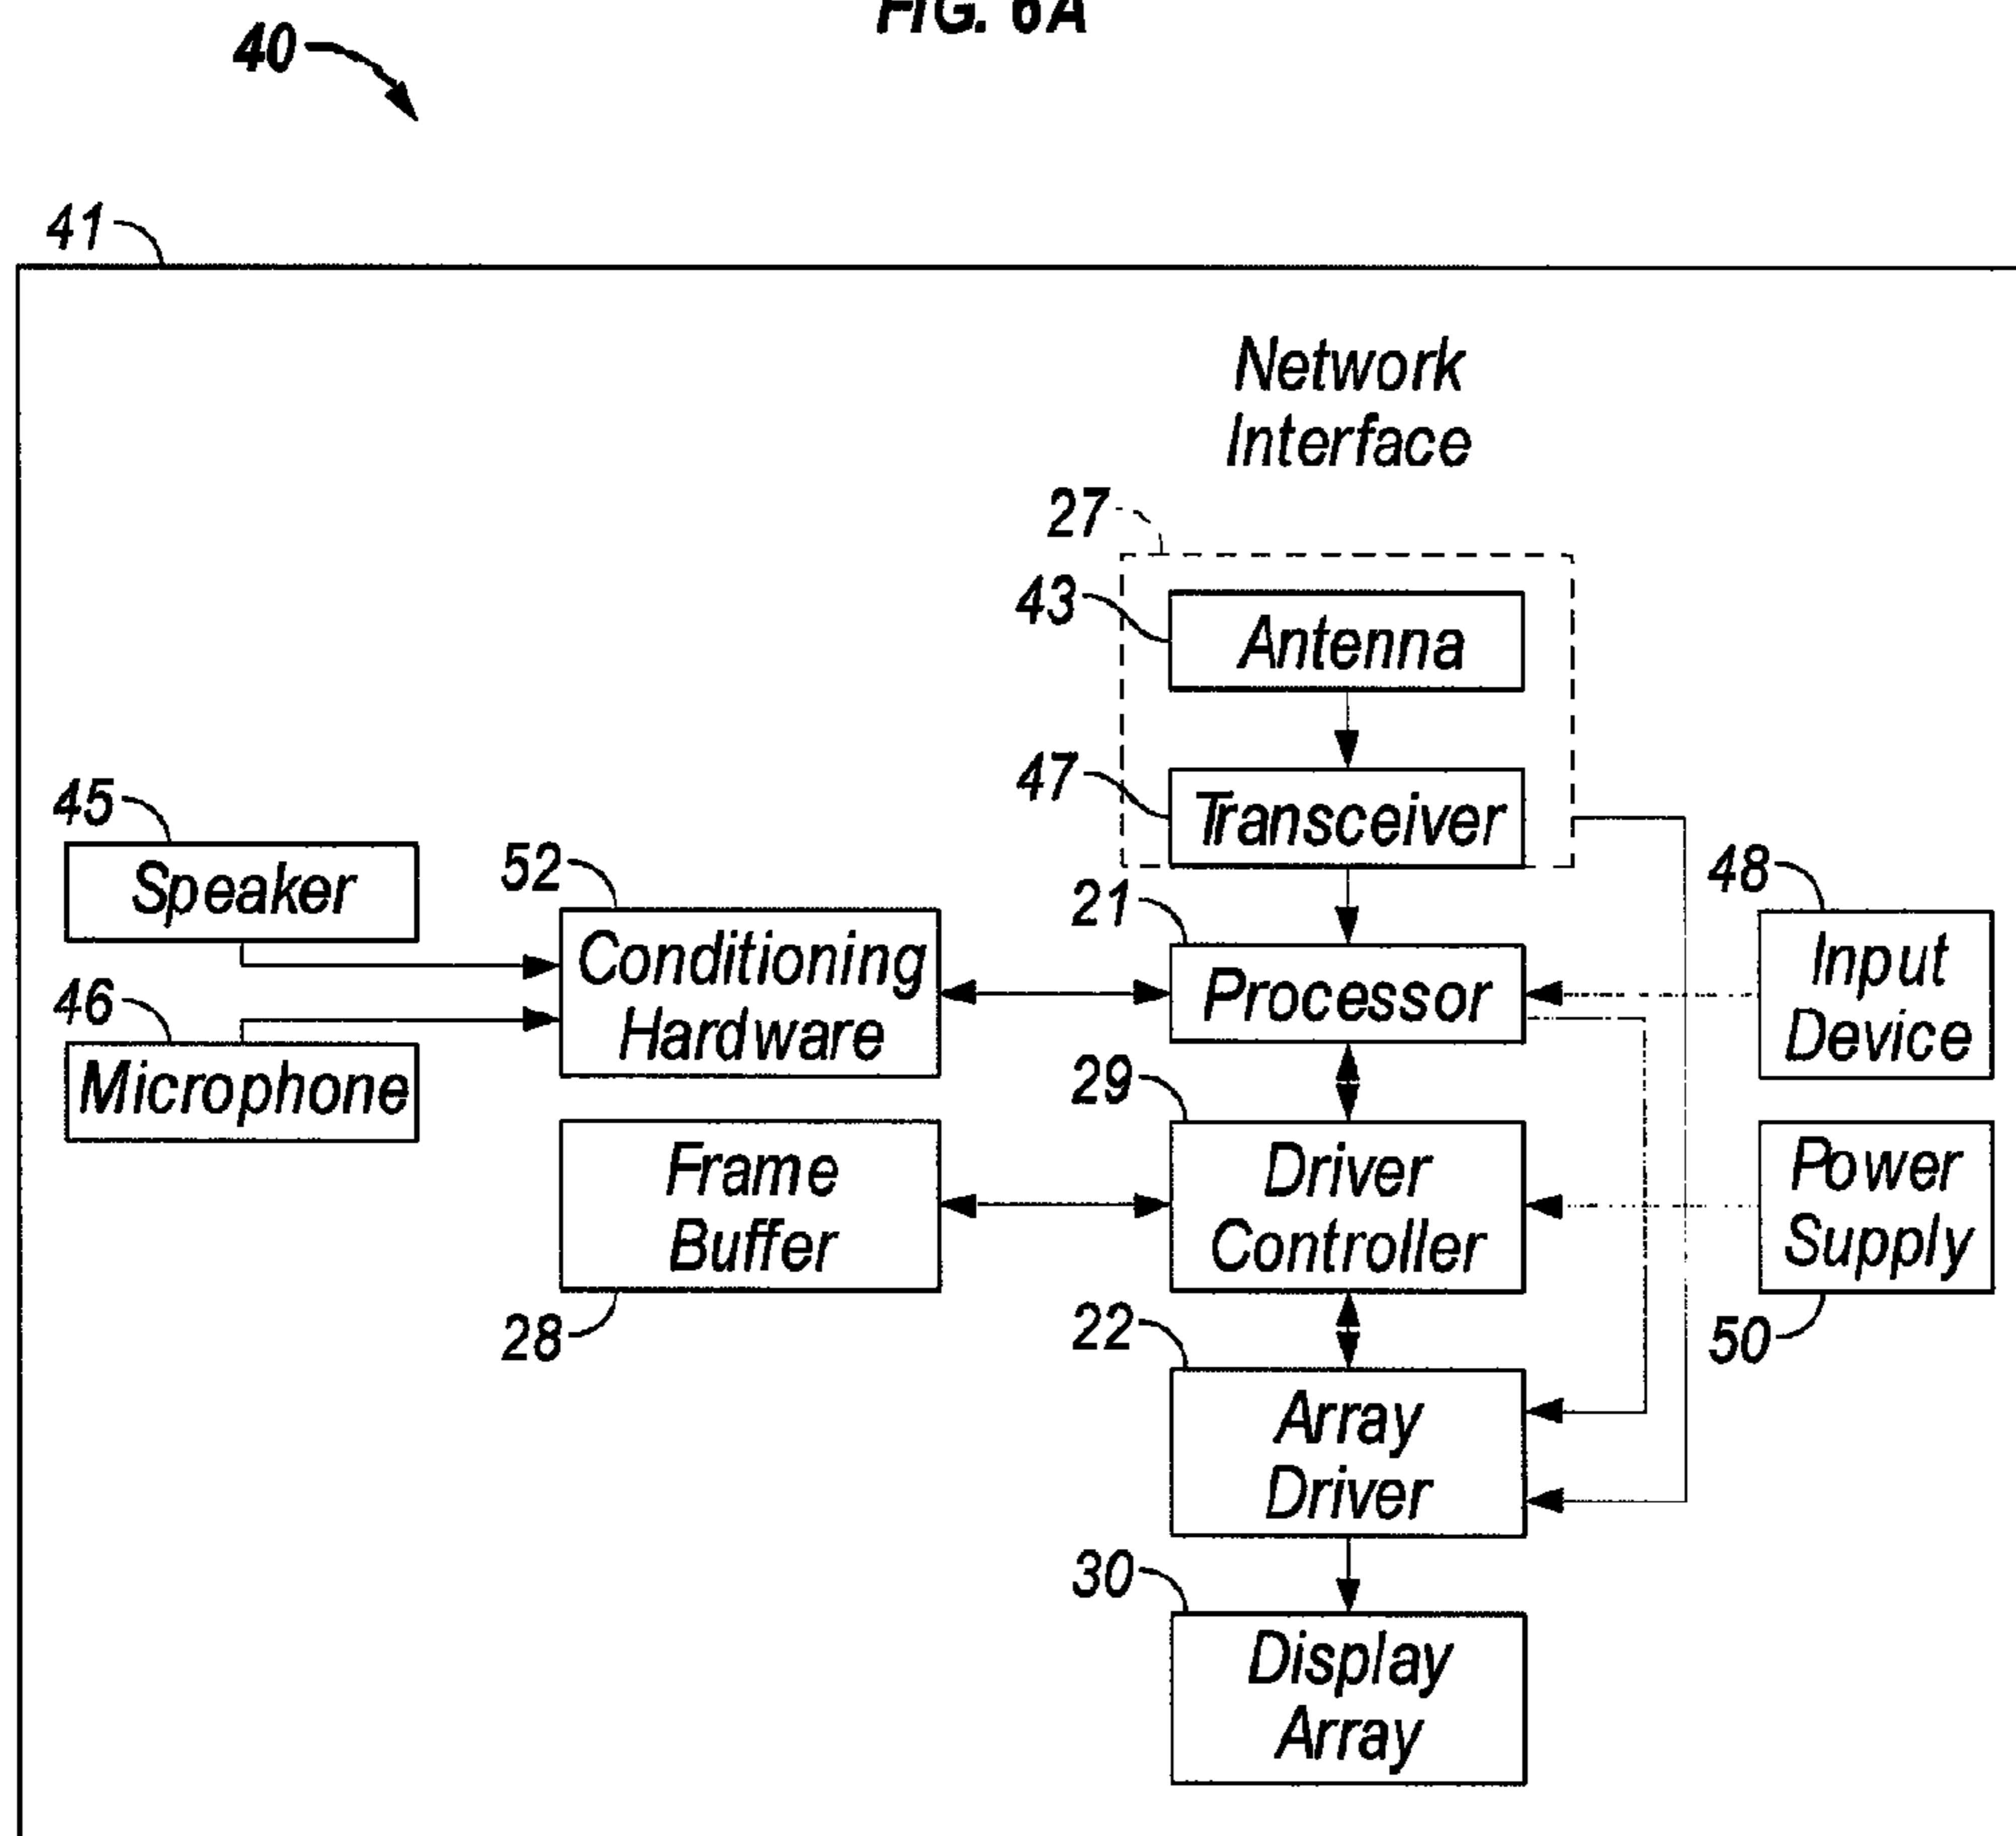 FIG. 6A
40
41
Network
Interface
27
43
Antenna
47
Transceiver
45
Speaker
52
Conditioning
Hardware
21
Processor
48
Input
Device
46
Microphone
29
Driver
Controller
Frame
Buffer
28
Power
Supply
50
22
Array
Driver
30
Display
Array